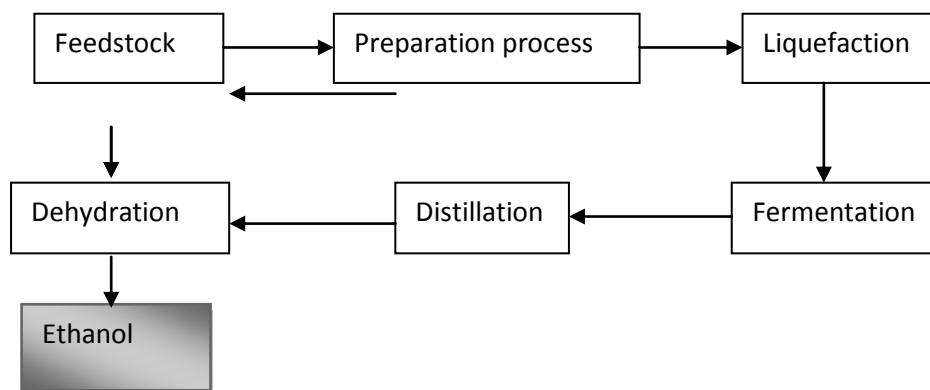 Feedstock
Preparation process
Liquefaction
Dehydration
Distillation
Fermentation
Ethanol